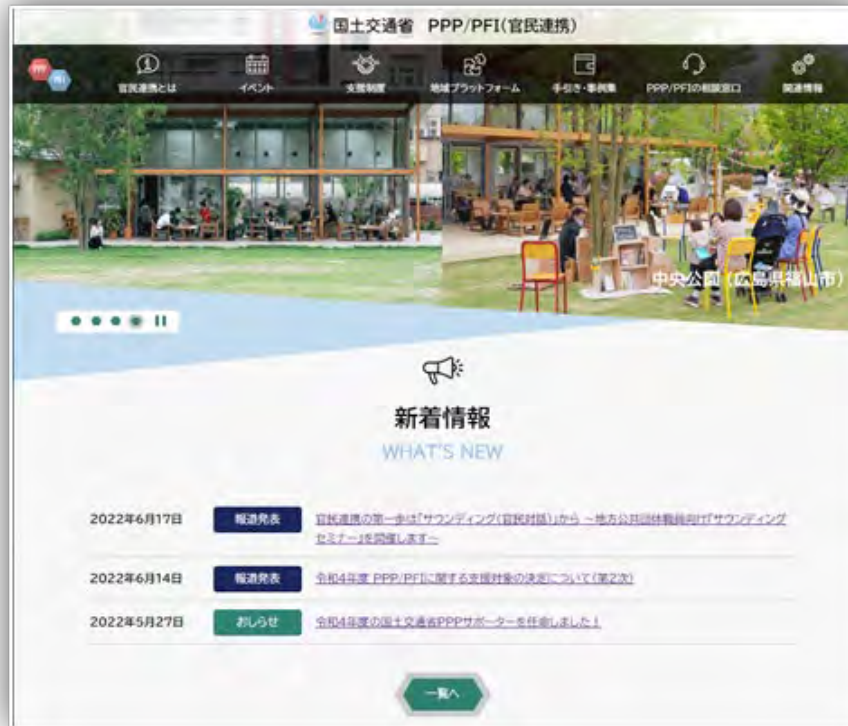 国土交通省 PPP/PFI(官民連携)
PPP
PFI
官民連携とは
イベント
支援制度
地域プラットフォーム
手引き・事例集
PPP/PFIの相談窓口
関連情報
中央公園(広島県福山市)
新着情報
WHAT'S NEW
2022年6月17日 報道発表 官民連携の第一歩は「サウンディング(官民対話)」から ～地方公共団体職員向け「サウンディング
セミナー」を開催します～
2022年6月14日 報道発表 令和4年度 PPP/PFIに関する支援対象の決定について(第2次)
2022年5月27日 おしらせ 令和4年度の国土交通省PPPサポーターを任命しました！
一覧へ